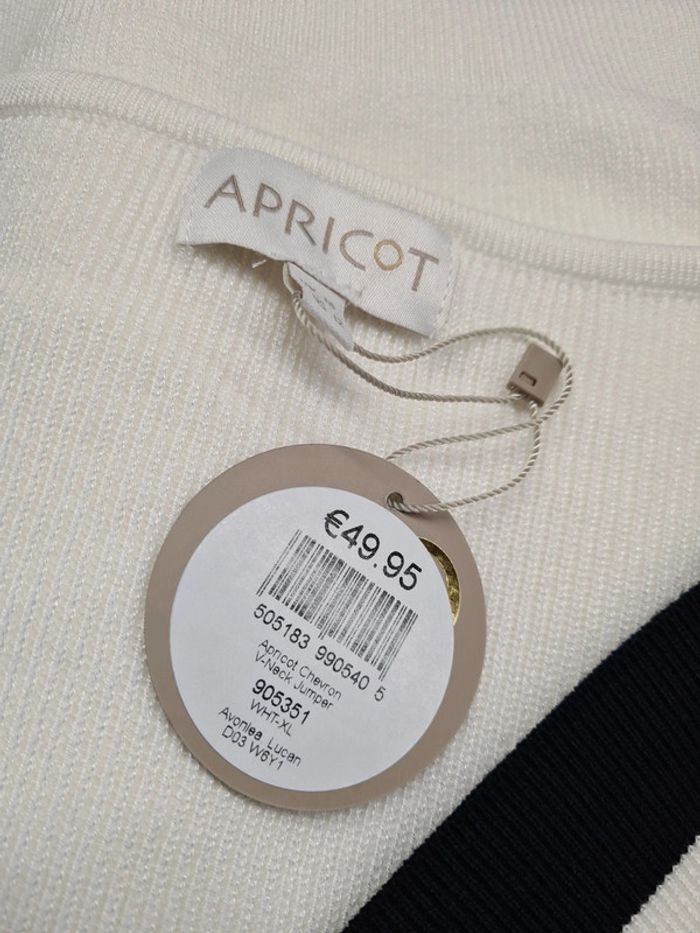 APRICOT
€49.95
505183 990540 5
Apricot Chevron
V-Neck Jumper
905351
WHT-XL
Avonlea Lucan
D03 W6Y1